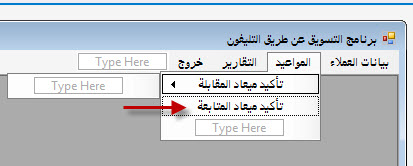 برنامج التسويق عن طريق التليفون
بيانات العملاء المواعيد التقارير خروج Type Here
تأكيد ميعاد المقابلة Type Here
تأكيد ميعاد المتابعة
Type Here